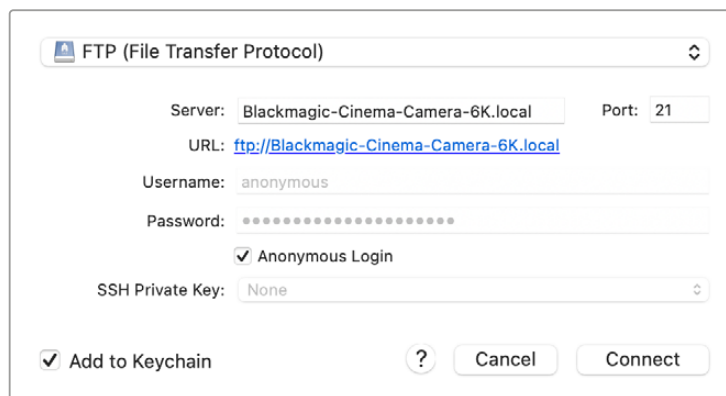 FTP (File Transfer Protocol)
Server: Blackmagic-Cinema-Camera-6K.local Port: 21
URL: ftp://Blackmagic-Cinema-Camera-6K.local
Username: anonymous
Password: •••••••••••••••••••••
Anonymous Login
SSH Private Key: None
Add to Keychain ? Cancel Connect